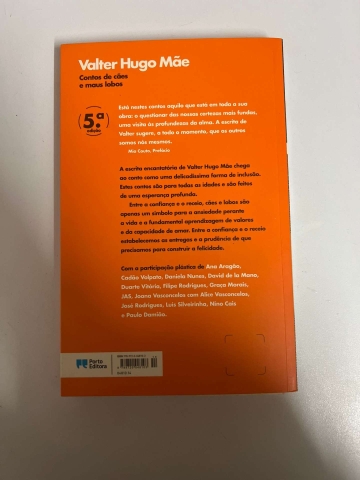 Valter Hugo Mãe
Contos de cães
e maus lobos
5.ª
edição
Está nestes contos aquilo que está em toda a sua
obra: o questionar das nossas certezas mais fundas,
uma visita às profundezas da alma. A escrita de
Valter sugere, a todo o momento, que os outros
somos nós mesmos.
Mia Couto, Prefácio
A escrita encantatória de Valter Hugo Mãe chega
ao conto como uma delicadíssima forma de inclusão.
Estes contos são para todas as idades e são feitos
de uma esperança profunda.
Entre a confiança e o receio, cães e lobos são
apenas um símbolo para a ansiedade perante
a vida e a fundamental aprendizagem de valores
e da capacidade de amar. Entre a confiança e o receio
estabelecemos as entregas e a prudência de que
precisamos para construir a felicidade.
Com a participação plástica de Ana Aragão,
Cadão Volpato, Daniela Nunes, David de la Mano,
Duarte Vitória, Filipe Rodrigues, Graça Morais,
JAS, Joana Vasconcelos com Alice Vasconcelos,
José Rodrigues, Luís Silveirinha, Nino Cais
e Paulo Damião.
Porto
Editora